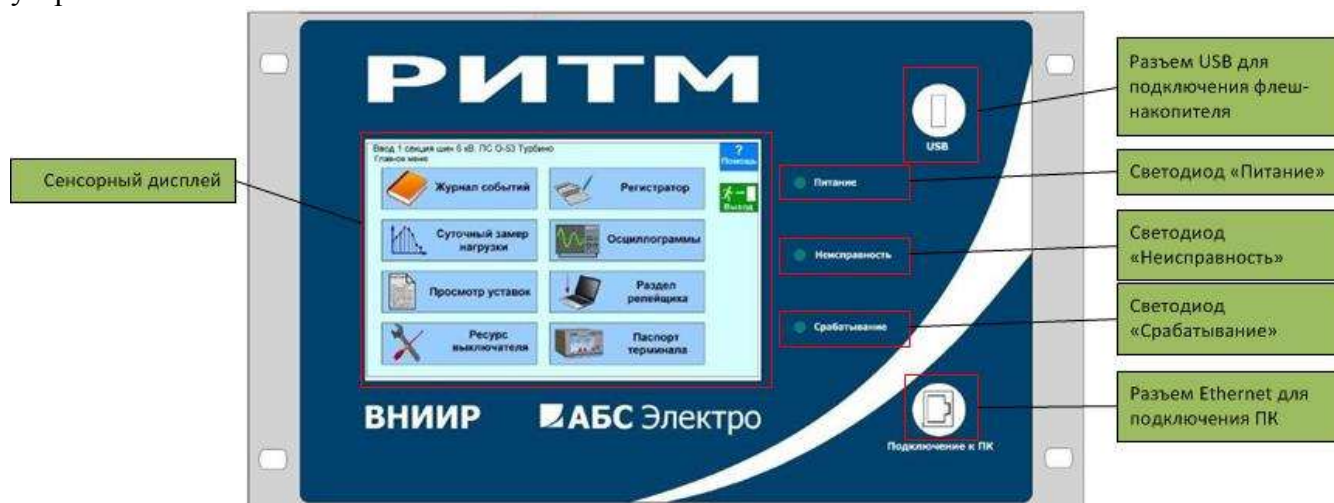 РИТМ
Ввод 1 секция шин 6 кВ. ПС О-53 Турбино
Главное меню
?
Помощь
Выход
Журнал событий
Регистратор
Суточный замер
нагрузки
Осциллограммы
Просмотр уставок
Раздел
релейщика
Ресурс
выключателя
Паспорт
терминала
ВНИИР
АБС Электро
USB
Питание
Неисправность
Срабатывание
Подключение к ПК
Сенсорный дисплей
Разъем USB для
подключения флеш-
накопителя
Светодиод «Питание»
Светодиод
«Неисправность»
Светодиод
«Срабатывание»
Разъем Ethernet для
подключения ПК